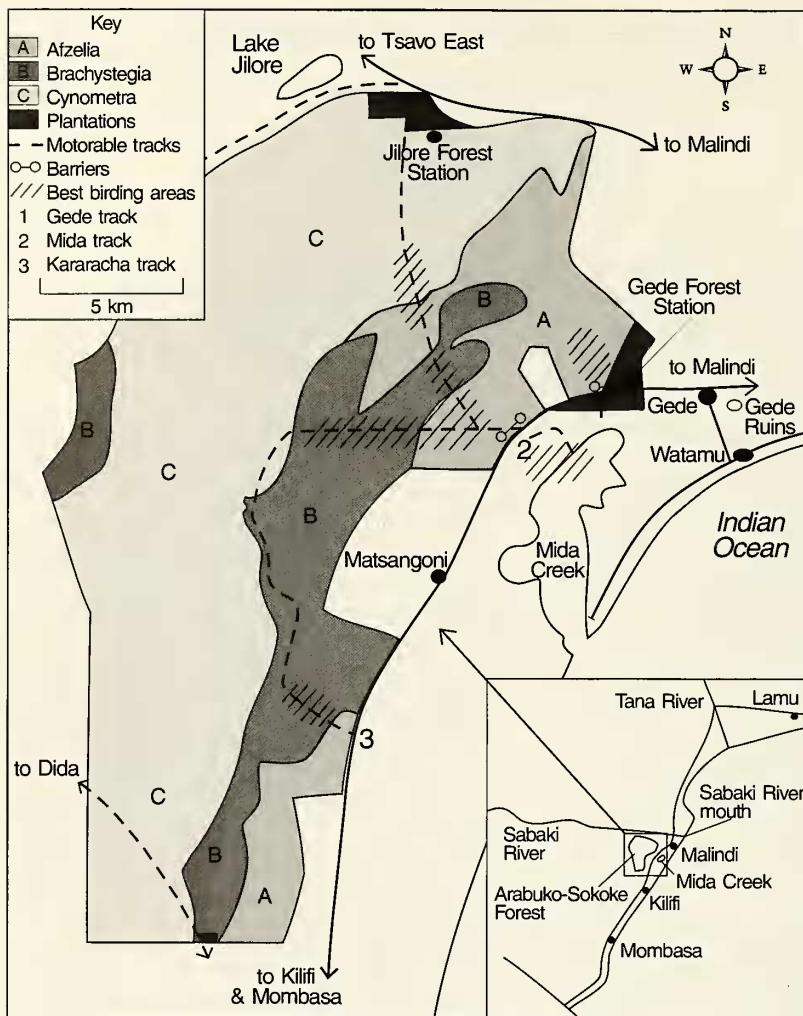 Key
A Afzelia
B Brachystegia
C Cynometra
Plantations
Motorable tracks
Barriers
Best birding areas
1 Gede track
2 Mida track
3 Kararacha track
5 km
Lake
Jilore
to Tsavo East
N
W E
S
to Malindi
Jilore Forest
Station
C
B
A
Gede Forest
Station
to Malindi
1
Gede
Gede
Ruins
Watamu
2
B
C
B
Matsangoni
Mida
Creek
Indian
Ocean
3
to Dida
C
B
A
to Kilifi
& Mombasa
Tana River
Lamu
Sabaki River
mouth
Sabaki
River
Malindi
Mida Creek
Arabuko-Sokoke
Forest
Kilifi
Mombasa